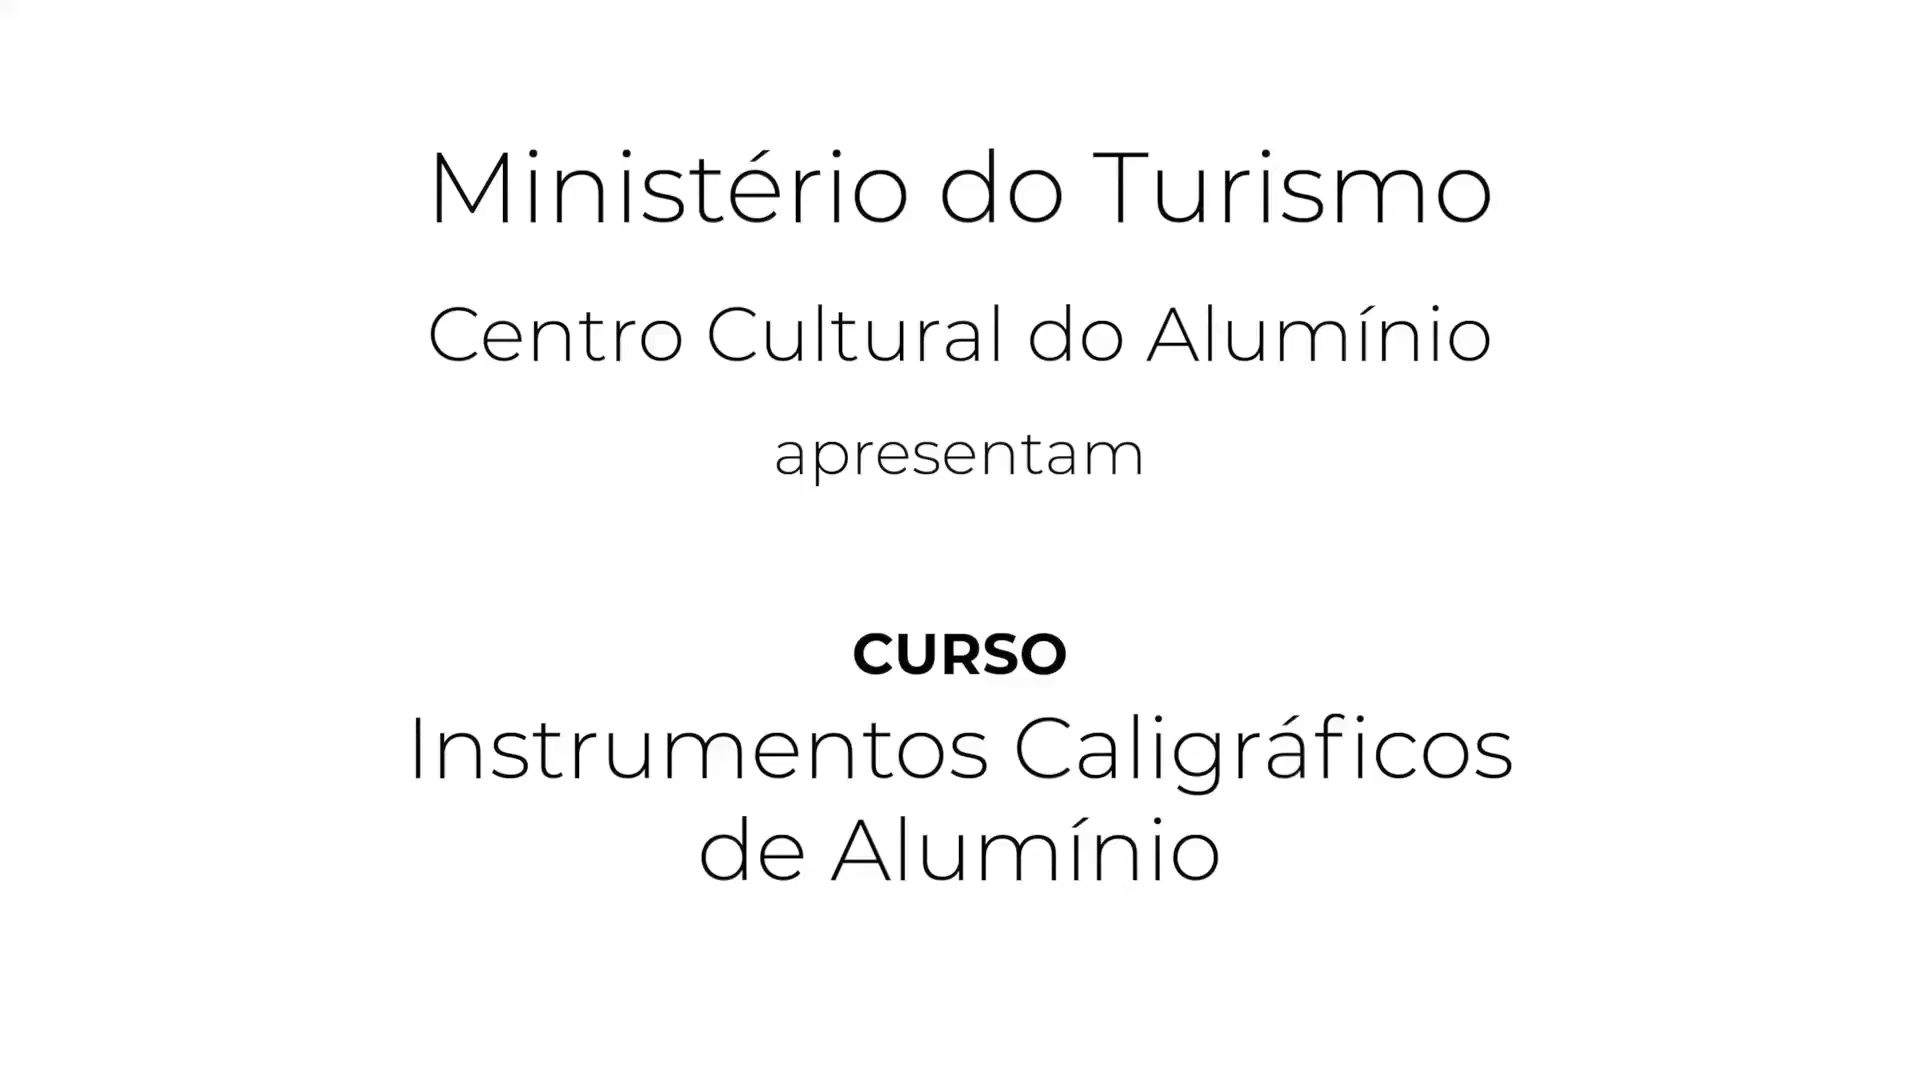 Ministério do Turismo
Centro Cultural do Alumínio
apresentam
CURSO
Instrumentos Caligráficos
de Alumínio